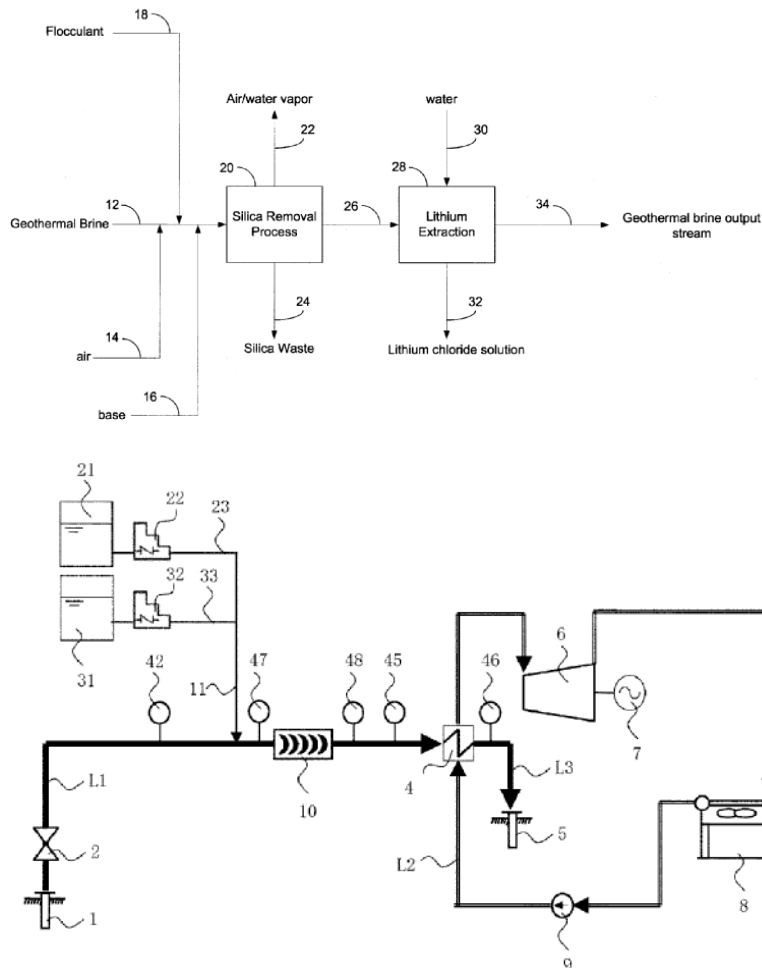 18
Flocculant
Air/water vapor
water
22
30
20
28
12
26
34
Geothermal Brine
Silica Removal
Process
Lithium
Extraction
Geothermal brine output
stream
24
32
14
Silica Waste
Lithium chloride solution
air
16
base
21
22
23
32
33
31
42
11
47
48
45
46
6
7
10
4
L3
L1
5
2
L2
8
1
9